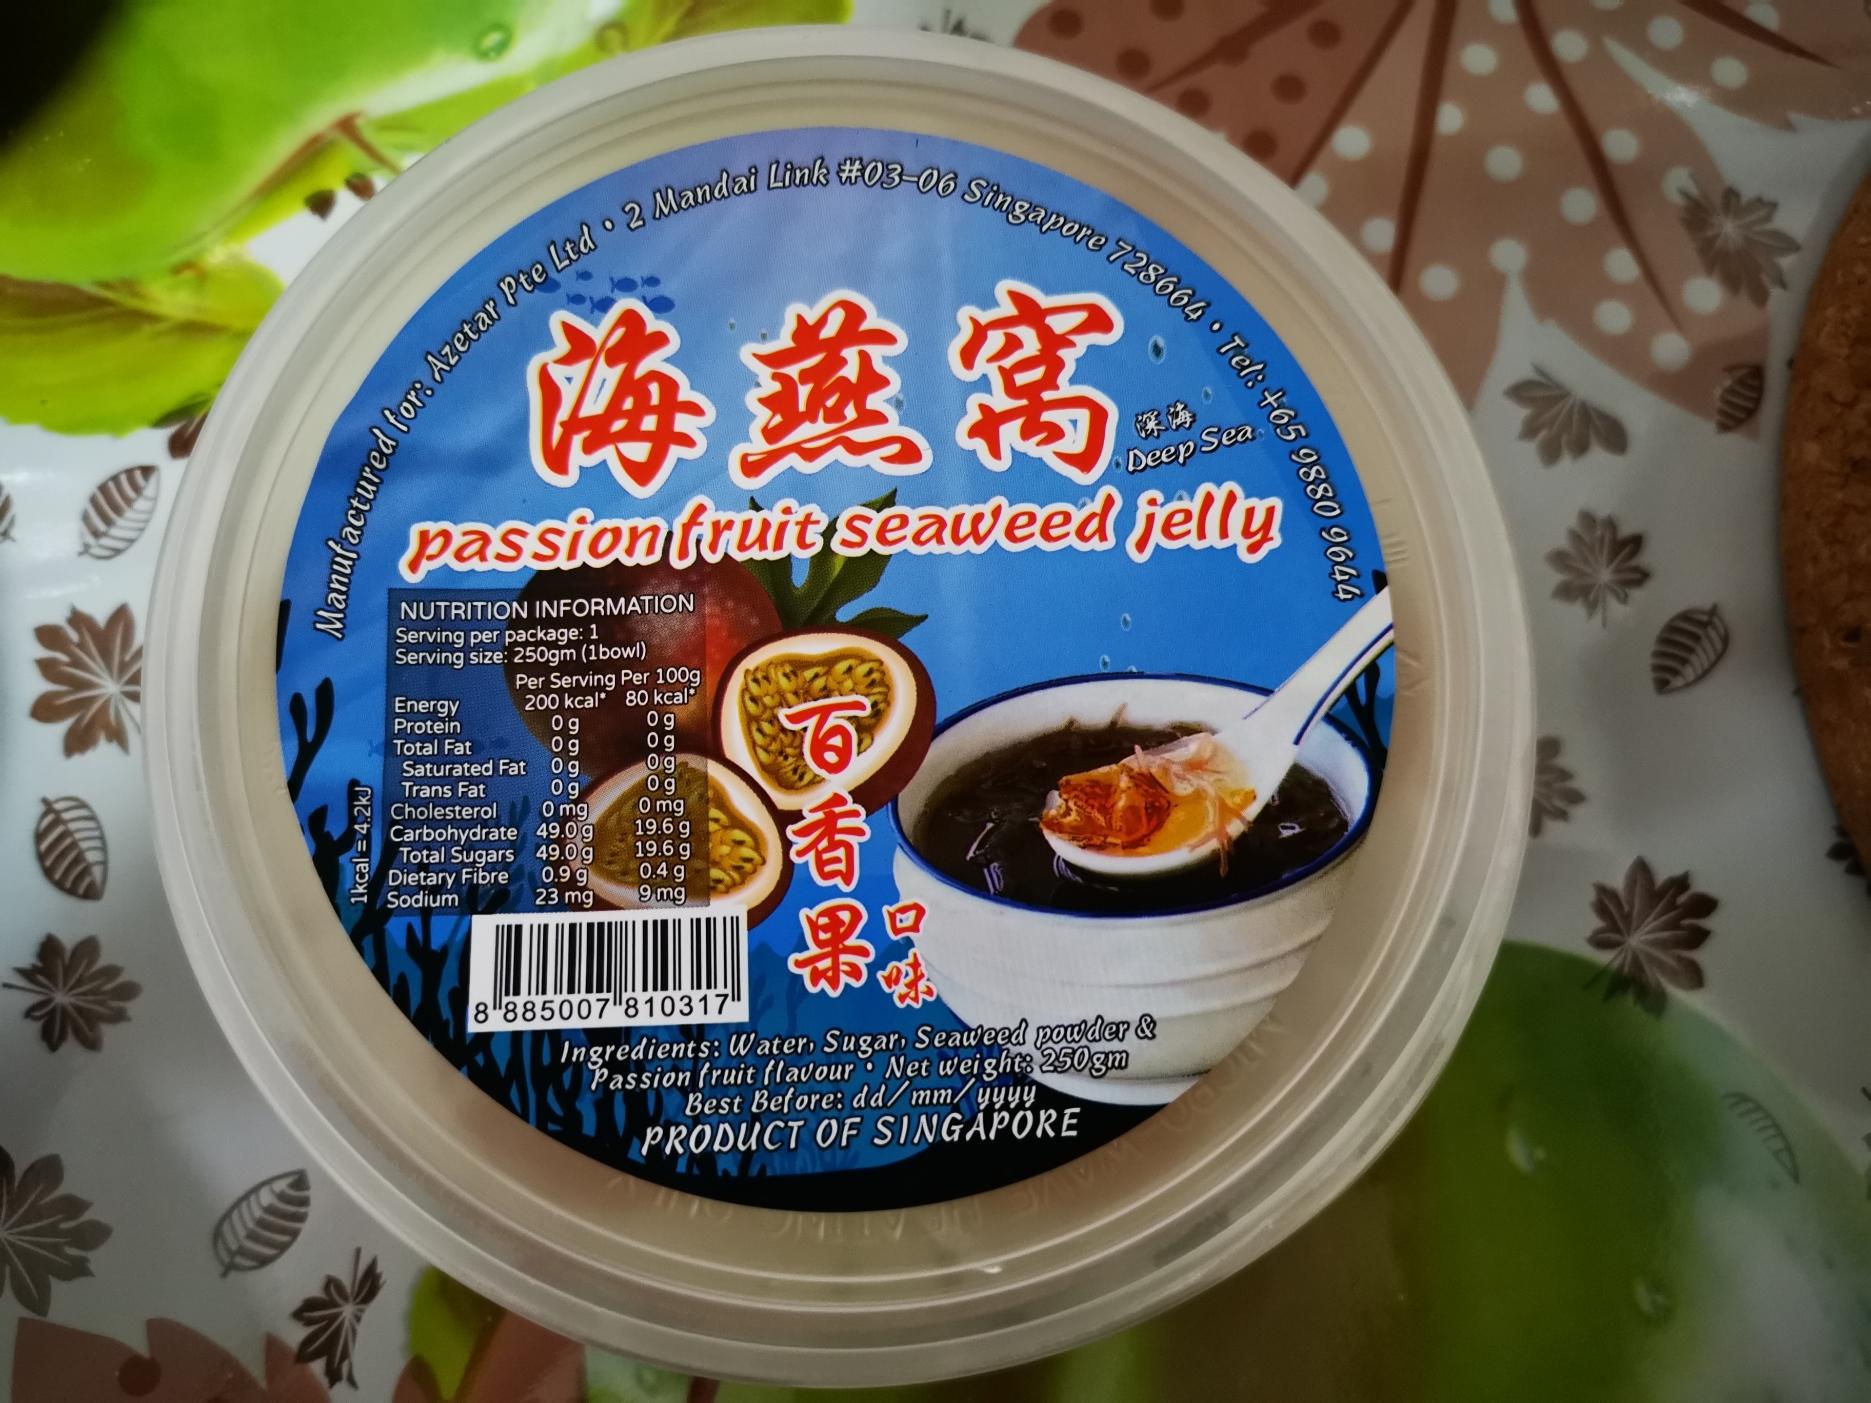 Manufactured for: Azetar Pte Ltd • 2 Mandai Link #03-06 Singapore 728664 • Tel: +65 9880 9644
海燕窝
深海
Deep Sea
passion fruit seaweed jelly
NUTRITION INFORMATION
Serving per package: 1
Serving size: 250gm (1bowl)
Per Serving Per 100g
Energy 200 kcal* 80 kcal*
Protein 0 g 0 g
Total Fat 0 g 0 g
Saturated Fat 0 g 0 g
Trans Fat 0 g 0 g
Cholesterol 0 mg 0 mg
Carbohydrate 49.0 g 19.6 g
Total Sugars 49.0 g 19.6 g
Dietary Fibre 0.9 g 0.4 g
Sodium 23 mg 9 mg
1kcal = 4.2kJ
百香果
口味
8 885007 810317
Ingredients: Water, Sugar, Seaweed powder &
Passion fruit flavour • Net weight: 250gm
Best Before: dd/mm/yyyy
PRODUCT OF SINGAPORE